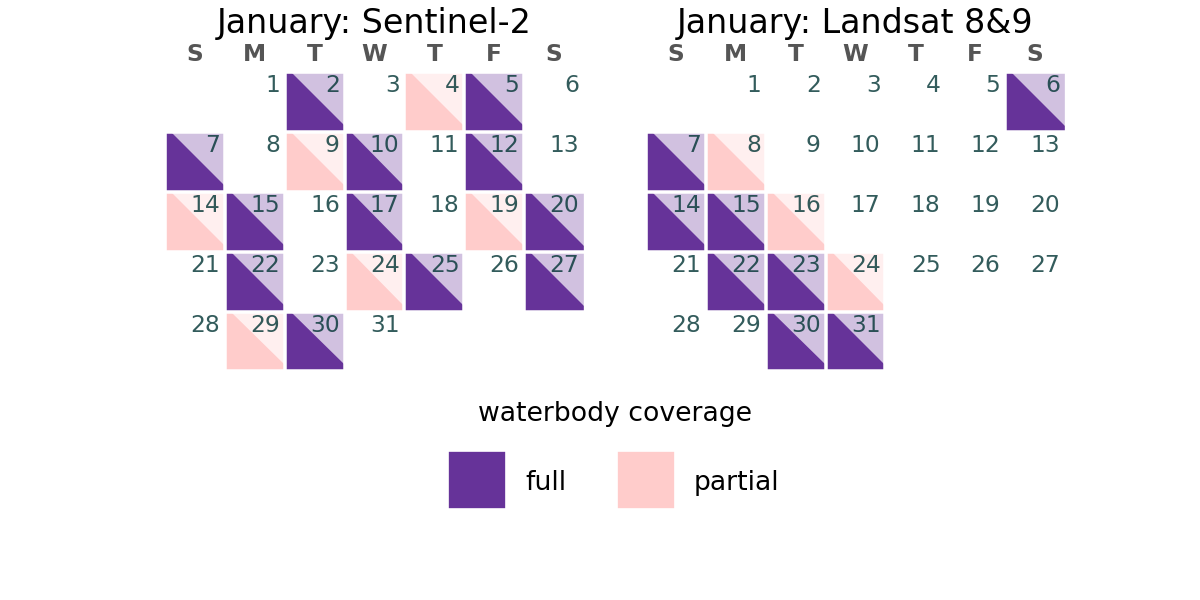 January: Sentinel-2
S M T W T F S
1 2 3 4 5 6
7 8 9 10 11 12 13
14 15 16 17 18 19 20
21 22 23 24 25 26 27
28 29 30 31
January: Landsat 8&9
S M T W T F S
1 2 3 4 5 6
7 8 9 10 11 12 13
14 15 16 17 18 19 20
21 22 23 24 25 26 27
28 29 30 31
waterbody coverage
full partial